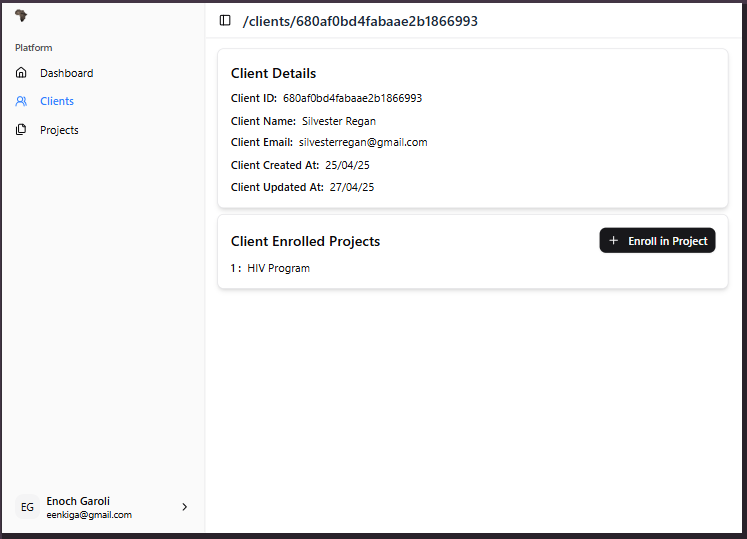 /clients/680af0bd4fabaae2b1866993
Platform
Dashboard
Clients
Projects
Client Details
Client ID: 680af0bd4fabaae2b1866993
Client Name: Silvester Regan
Client Email: silvesterregan@gmail.com
Client Created At: 25/04/25
Client Updated At: 27/04/25
Client Enrolled Projects
+ Enroll in Project
1 : HIV Program
EG
Enoch Garoli
eenkiga@gmail.com